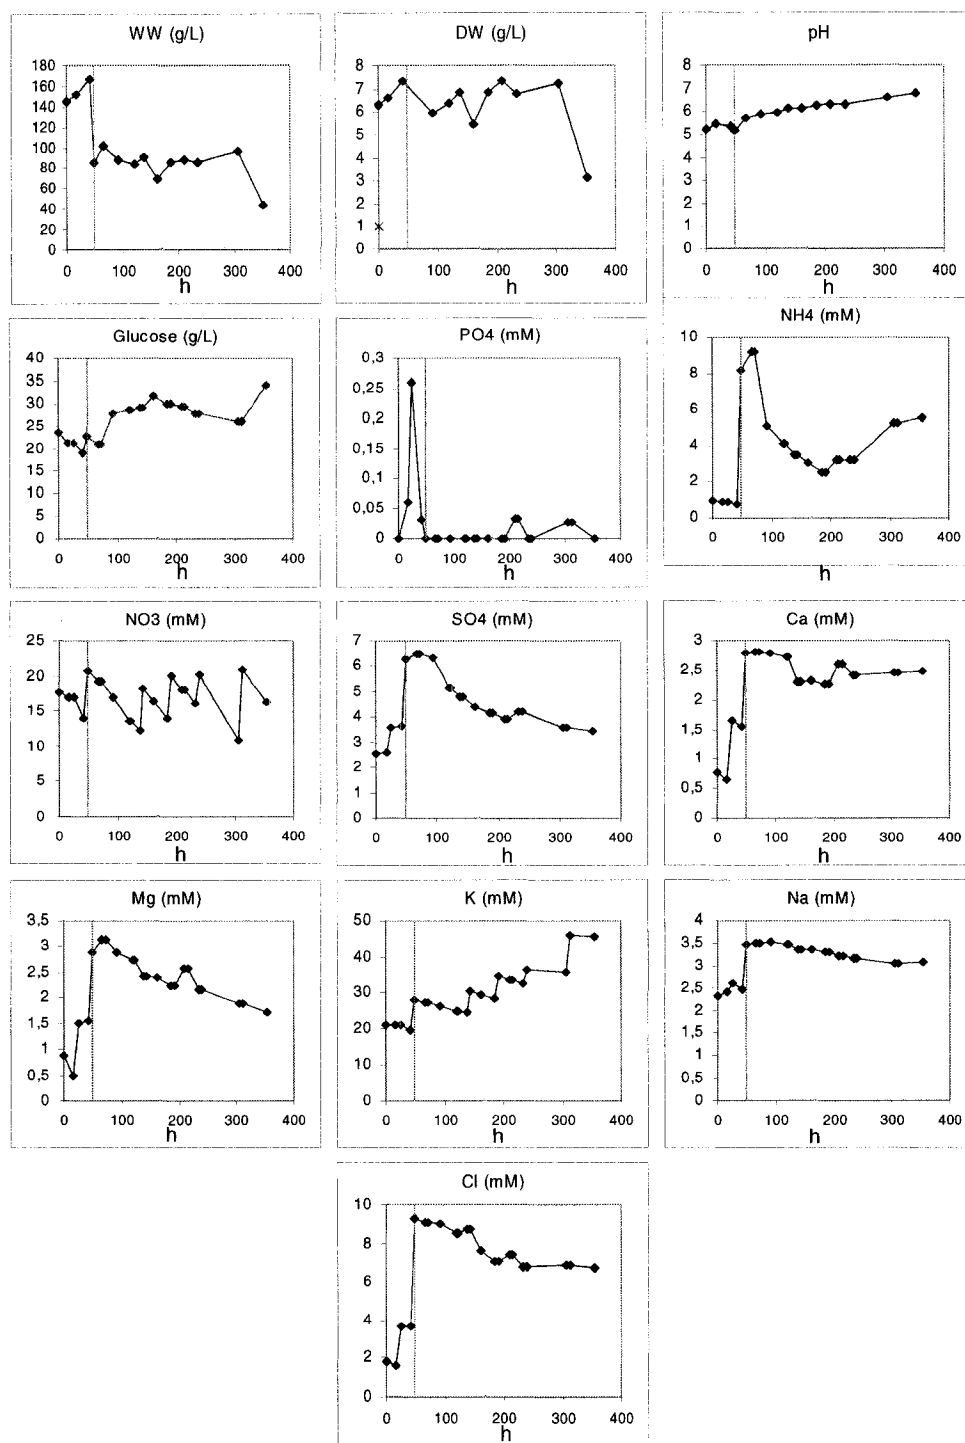 WW (g/L)
180
160
140
120
100
80
60
40
20
0
0 100 200 300 400
h
DW (g/L)
8
7
6
5
4
3
2
1
0
0 100 200 300 400
h
pH
8
7
6
5
4
3
2
1
0
0 100 200 300 400
h
Glucose (g/L)
40
35
30
25
20
15
10
5
0
0 100 200 300 400
h
PO4 (mM)
0,3
0,25
0,2
0,15
0,1
0,05
0
0 100 200 300 400
h
NH4 (mM)
10
8
6
4
2
0
0 100 200 300 400
h
NO3 (mM)
25
20
15
10
5
0
0 100 200 300 400
h
SO4 (mM)
7
6
5
4
3
2
1
0
0 100 200 300 400
h
Ca (mM)
3
2,5
2
1,5
1
0,5
0
0 100 200 300 400
h
Mg (mM)
3,5
3
2,5
2
1,5
1
0,5
0
0 100 200 300 400
h
K (mM)
50
40
30
20
10
0
0 100 200 300 400
h
Na (mM)
4
3,5
3
2,5
2
1,5
1
0,5
0
0 100 200 300 400
h
Cl (mM)
10
8
6
4
2
0
0 100 200 300 400
h